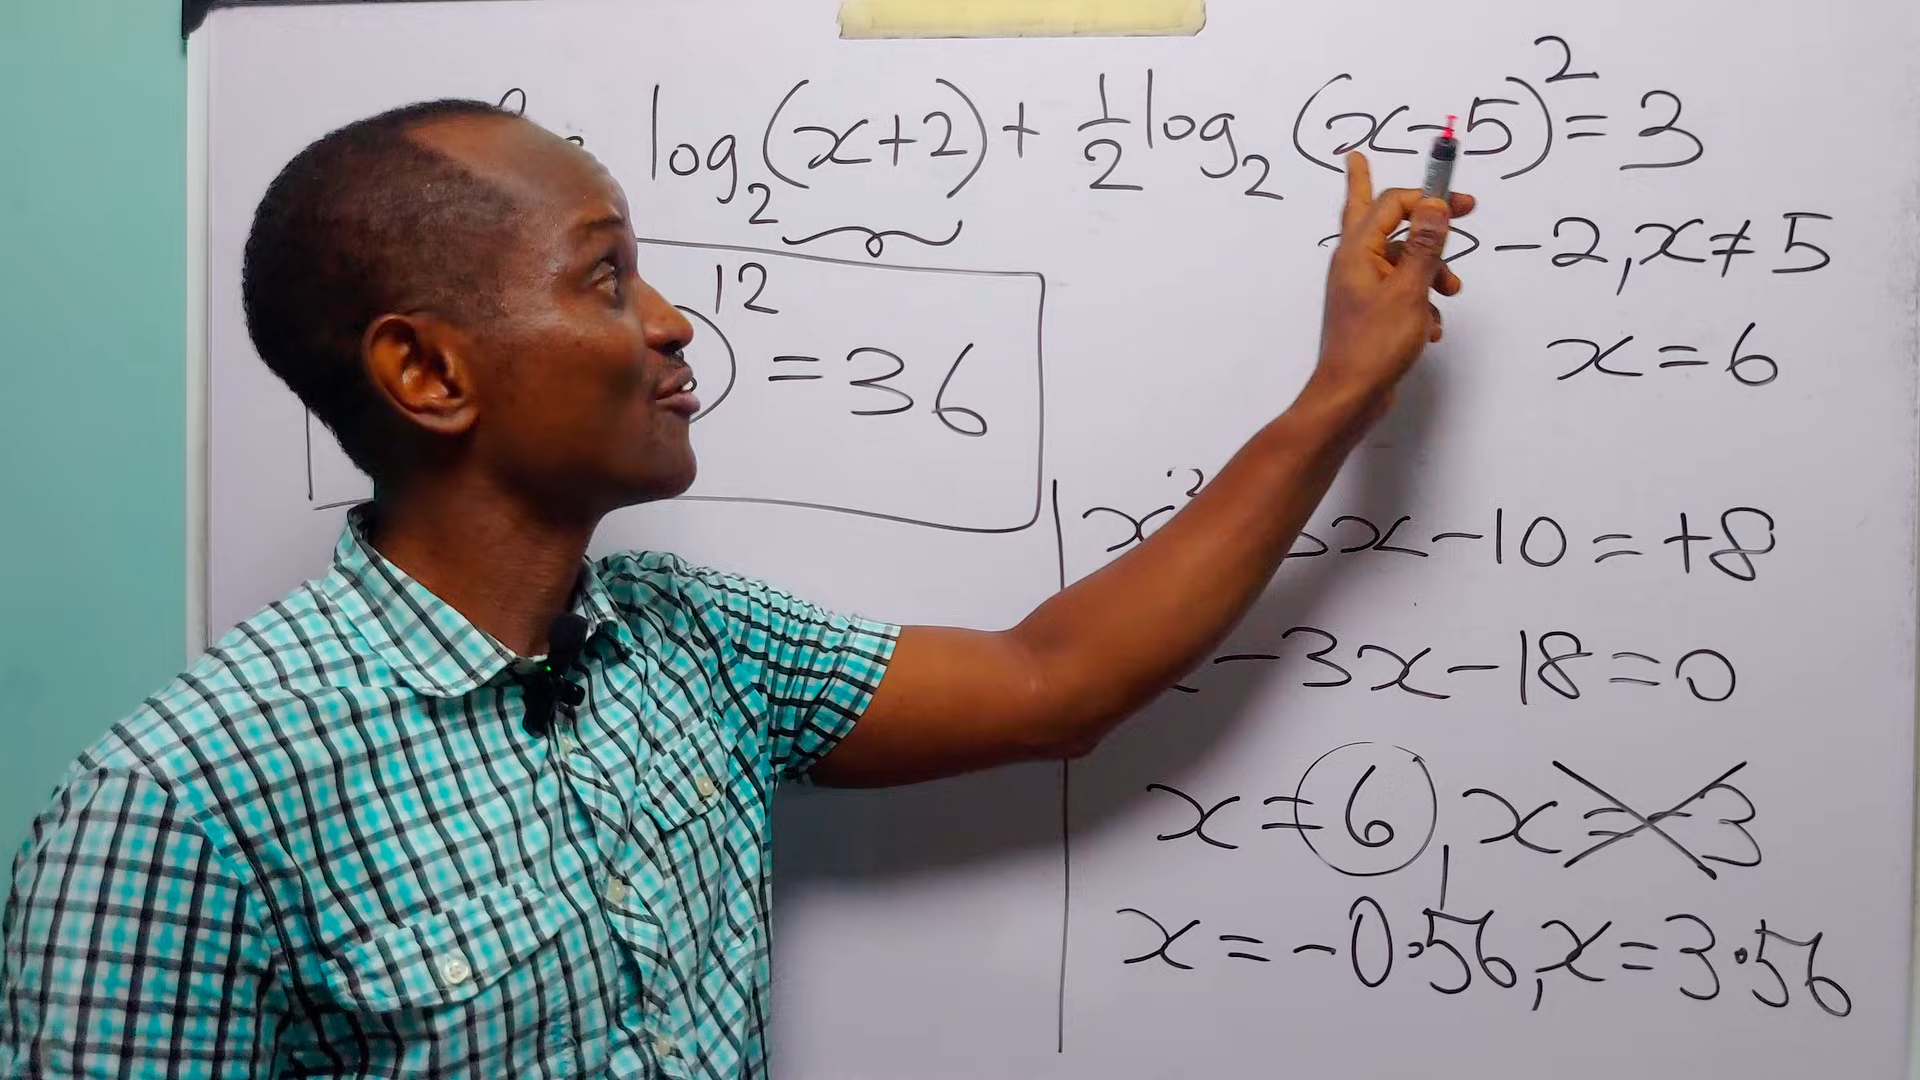 log₂(x+2) + 1/2 log₂(x-5)² = 3
> -2, x ≠ 5
12
= 36
x = 6
x² 3x - 10 = +8
- 3x - 18 = 0
x = 6, x = -3
x = -0.56, x = 3.56